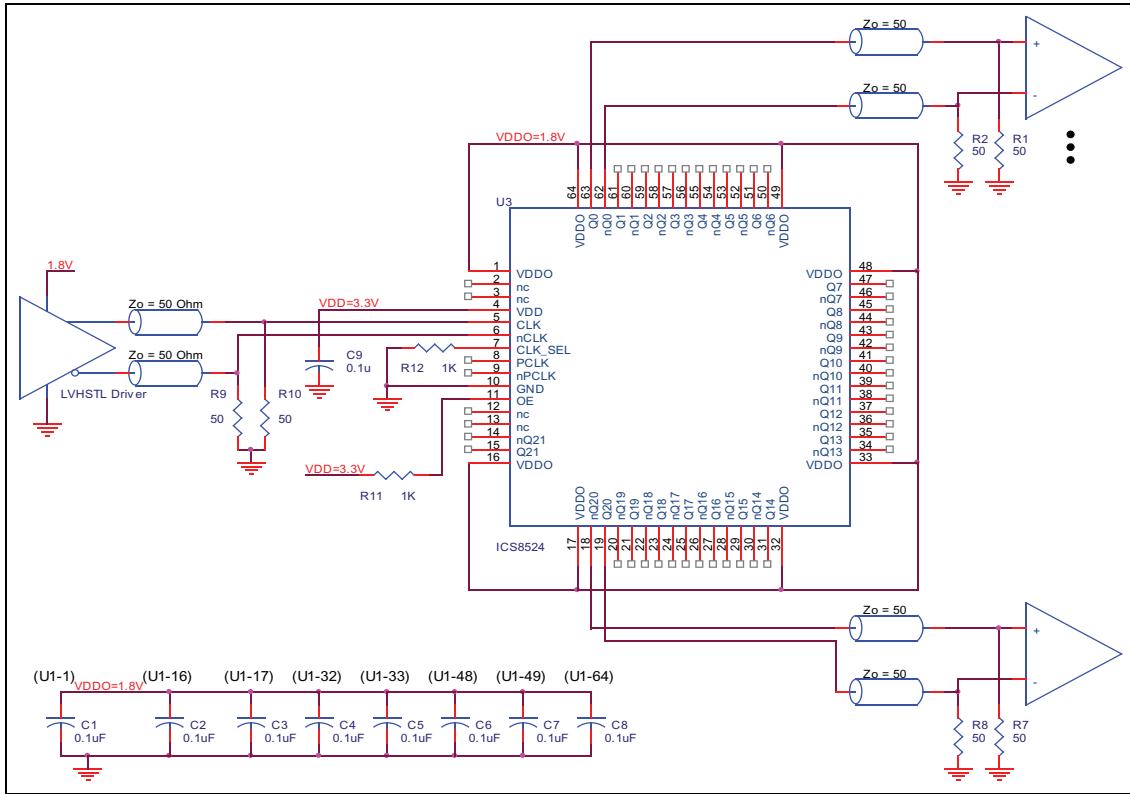 Zo = 50
+
Zo = 50
-
R2
50
R1
50
VDDO=1.8V
64
63
62
61
60
59
58
57
56
55
54
53
52
51
50
49
U3
VDDO
Q0
nQ0
Q1
nQ1
Q2
nQ2
Q3
nQ3
Q4
nQ4
Q5
nQ5
Q6
nQ6
VDDO
1.8V
Zo = 50 Ohm
Zo = 50 Ohm
LVHSTL Driver
R9
50
R10
50
VDD=3.3V
C9
0.1u
R12
1K
VDD=3.3V
R11
1K
1 VDDO
2 nc
3 nc
4 VDD
5 CLK
6 nCLK
7 CLK_SEL
8 PCLK
9 nPCLK
10 GND
11 OE
12 nc
13 nc
14 nQ21
15 Q21
16 VDDO
VDDO 48
Q7 47
nQ7 46
Q8 45
nQ8 44
Q9 43
nQ9 42
Q10 41
nQ10 40
Q11 39
nQ11 38
Q12 37
nQ12 36
Q13 35
nQ13 34
VDDO 33
VDDO
nQ20
Q20
nQ19
Q19
nQ18
Q18
nQ17
Q17
nQ16
Q16
nQ15
Q15
nQ14
Q14
VDDO
ICS8524
17
18
19
20
21
22
23
24
25
26
27
28
29
30
31
32
Zo = 50
+
Zo = 50
-
R8
50
R7
50
(U1-1) (U1-16) (U1-17) (U1-32) (U1-33) (U1-48) (U1-49) (U1-64)
VDDO=1.8V
C1
0.1uF
C2
0.1uF
C3
0.1uF
C4
0.1uF
C5
0.1uF
C6
0.1uF
C7
0.1uF
C8
0.1uF